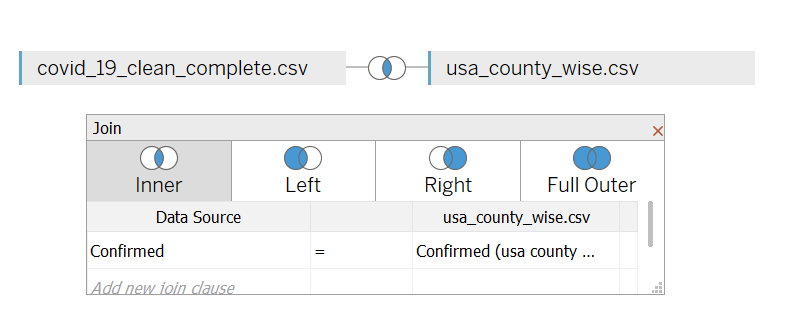 covid_19_clean_complete.csv usa_county_wise.csv
Join
Inner Left Right Full Outer
Data Source usa_county_wise.csv
Confirmed = Confirmed (usa county ...
Add new join clause